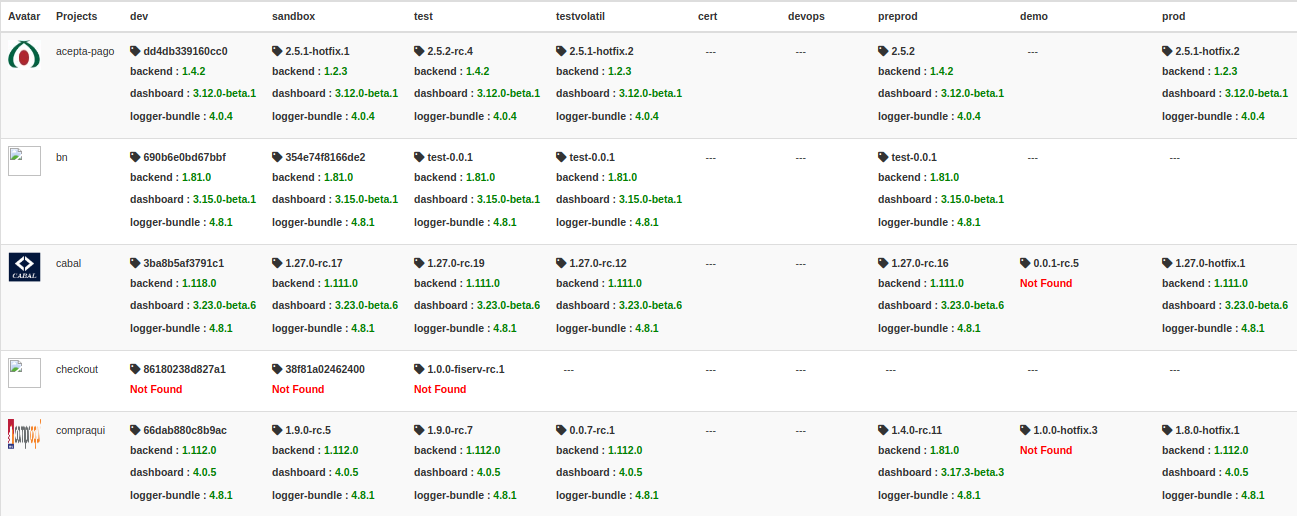 Avatar Projects dev sandbox test testvolatil cert devops preprod demo prod
acepta-pago dd4db339160cc0 2.5.1-hotfix.1 2.5.2-rc.4 2.5.1-hotfix.2 --- --- 2.5.2 --- 2.5.1-hotfix.2
backend : 1.4.2 backend : 1.2.3 backend : 1.4.2 backend : 1.2.3 backend : 1.4.2 backend : 1.2.3
dashboard : 3.12.0-beta.1 dashboard : 3.12.0-beta.1 dashboard : 3.12.0-beta.1 dashboard : 3.12.0-beta.1 dashboard : 3.12.0-beta.1 dashboard : 3.12.0-beta.1
logger-bundle : 4.0.4 logger-bundle : 4.0.4 logger-bundle : 4.0.4 logger-bundle : 4.0.4 logger-bundle : 4.0.4 logger-bundle : 4.0.4
bn 690b6e0bd67bbf 354e74f8166de2 test-0.0.1 test-0.0.1 --- --- test-0.0.1 --- ---
backend : 1.81.0 backend : 1.81.0 backend : 1.81.0 backend : 1.81.0 backend : 1.81.0
dashboard : 3.15.0-beta.1 dashboard : 3.15.0-beta.1 dashboard : 3.15.0-beta.1 dashboard : 3.15.0-beta.1 dashboard : 3.15.0-beta.1
logger-bundle : 4.8.1 logger-bundle : 4.8.1 logger-bundle : 4.8.1 logger-bundle : 4.8.1 logger-bundle : 4.8.1
CABAL cabal 3ba8b5af3791c1 1.27.0-rc.17 1.27.0-rc.19 1.27.0-rc.12 --- --- 1.27.0-rc.16 0.0.1-rc.5 1.27.0-hotfix.1
backend : 1.118.0 backend : 1.111.0 backend : 1.111.0 backend : 1.111.0 backend : 1.111.0 Not Found backend : 1.111.0
dashboard : 3.23.0-beta.6 dashboard : 3.23.0-beta.6 dashboard : 3.23.0-beta.6 dashboard : 3.23.0-beta.6 dashboard : 3.23.0-beta.6 dashboard : 3.23.0-beta.6
logger-bundle : 4.8.1 logger-bundle : 4.8.1 logger-bundle : 4.8.1 logger-bundle : 4.8.1 logger-bundle : 4.8.1 logger-bundle : 4.8.1
checkout 86180238d827a1 38f81a02462400 1.0.0-fiserv-rc.1 --- --- --- --- --- ---
Not Found Not Found Not Found
compraqui 66dab880c8b9ac 1.9.0-rc.5 1.9.0-rc.7 0.0.7-rc.1 --- --- 1.4.0-rc.11 1.0.0-hotfix.3 1.8.0-hotfix.1
backend : 1.112.0 backend : 1.112.0 backend : 1.112.0 backend : 1.112.0 backend : 1.81.0 Not Found backend : 1.112.0
dashboard : 4.0.5 dashboard : 4.0.5 dashboard : 4.0.5 dashboard : 4.0.5 dashboard : 3.17.3-beta.3 dashboard : 4.0.5
logger-bundle : 4.8.1 logger-bundle : 4.8.1 logger-bundle : 4.8.1 logger-bundle : 4.8.1 logger-bundle : 4.8.1 logger-bundle : 4.8.1